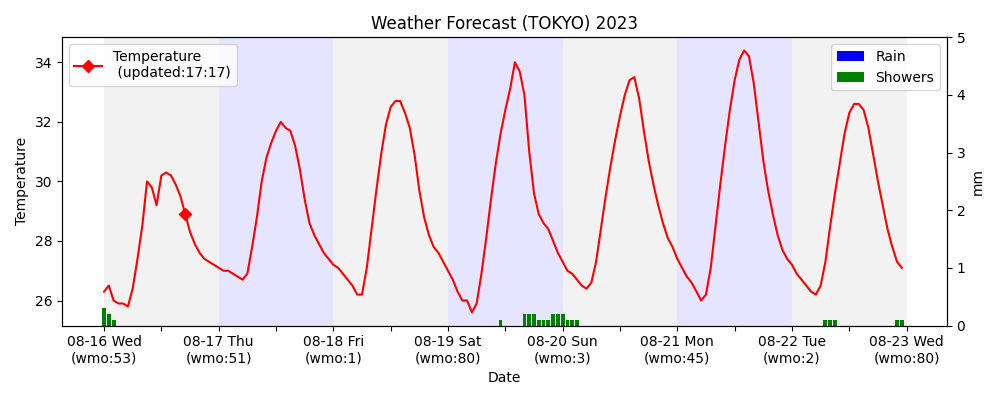 Weather Forecast (TOKYO) 2023
Temperature
(updated:17:17)
Rain
Showers
Temperature
34
32
30
28
26
5
4
3
2
1
0
mm
08-16 Wed
(wmo:53)
08-17 Thu
(wmo:51)
08-18 Fri
(wmo:1)
08-19 Sat
(wmo:80)
08-20 Sun
(wmo:3)
08-21 Mon
(wmo:45)
08-22 Tue
(wmo:2)
08-23 Wed
(wmo:80)
Date